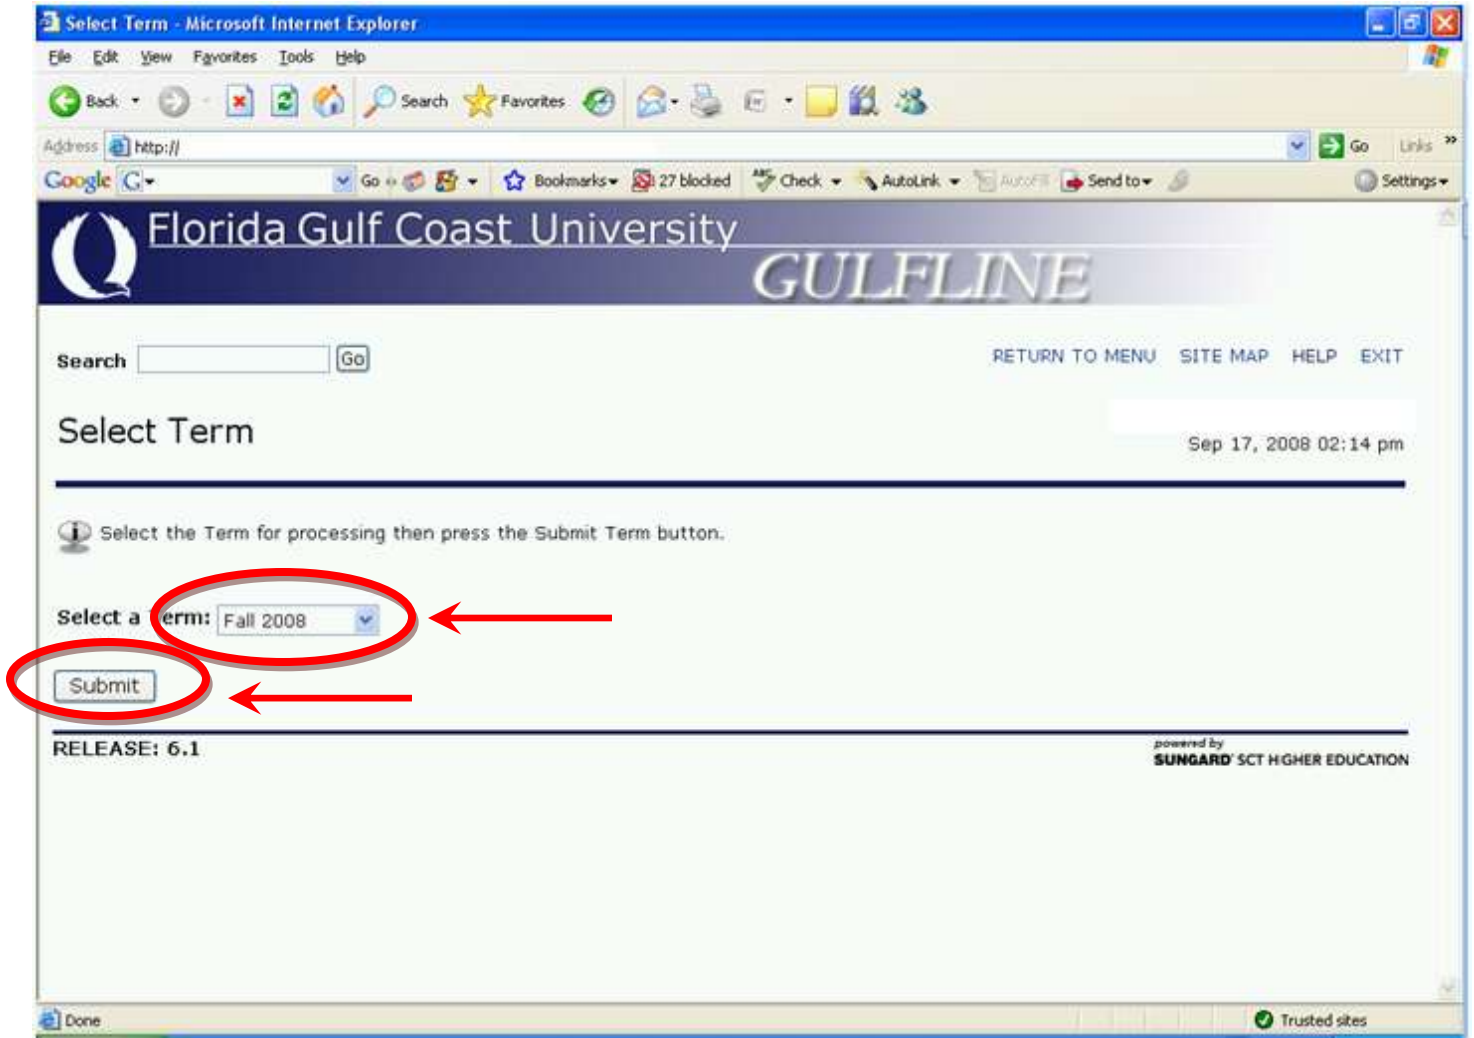 Select Term - Microsoft Internet Explorer
File Edit View Favorites Tools Help
Back Search Favorites
Address http:// Go Links »
Google G Go Bookmarks 27 blocked ABC Check AutoLink AutoFill Send to Settings
Florida Gulf Coast University
GULFLINE
Search Go RETURN TO MENU SITE MAP HELP EXIT
Select Term
Sep 17, 2008 02:14 pm
Select the Term for processing then press the Submit Term button.
Select a Term: Fall 2008
Submit
RELEASE: 6.1
powered by
SUNGARD SCT HIGHER EDUCATION
Done Trusted sites